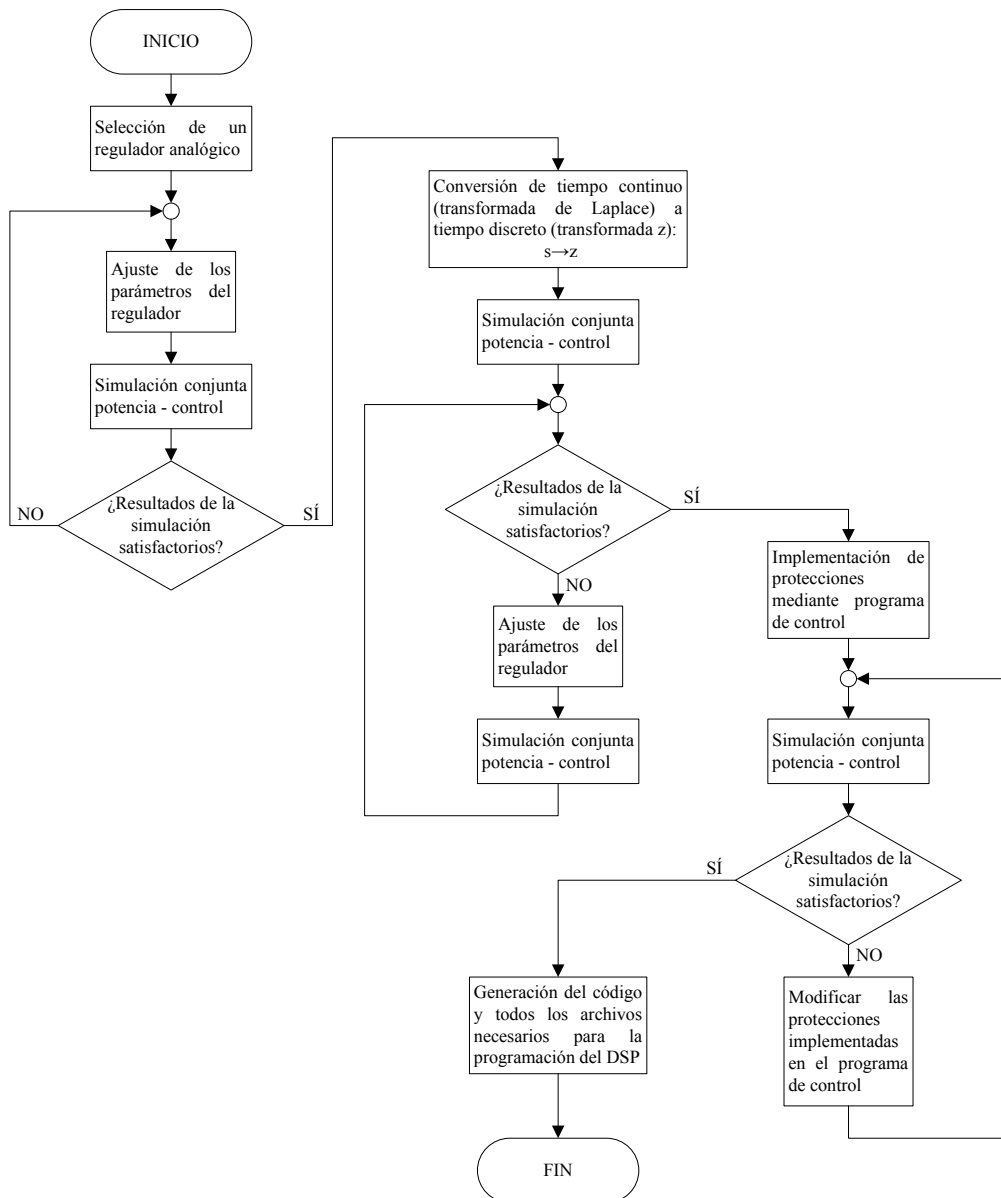 INICIO
Selección de un
regulador analógico
Ajuste de los
parámetros del
regulador
Simulación conjunta
potencia - control
¿Resultados de la
simulación
satisfactorios?
NO
SÍ
Conversión de tiempo continuo
(transformada de Laplace) a
tiempo discreto (transformada z):
s→z
Simulación conjunta
potencia - control
¿Resultados de la
simulación
satisfactorios?
SÍ
NO
Ajuste de los
parámetros del
regulador
Simulación conjunta
potencia - control
Implementación de
protecciones
mediante programa
de control
Simulación conjunta
potencia - control
¿Resultados de la
simulación
satisfactorios?
SÍ
NO
Modificar las
protecciones
implementadas
en el programa
de control
Generación del código
y todos los archivos
necesarios para la
programación del DSP
FIN